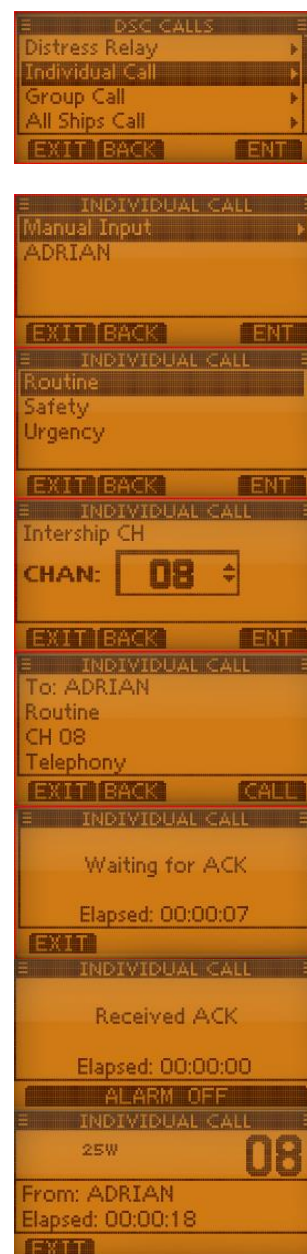 DSC CALLS
Distress Relay
Individual Call
Group Call
All Ships Call
EXIT BACK ENT
INDIVIDUAL CALL
Manual Input
ADRIAN
EXIT BACK ENT
INDIVIDUAL CALL
Routine
Safety
Urgency
EXIT BACK ENT
INDIVIDUAL CALL
Intership CH
CHAN: 08
EXIT BACK ENT
INDIVIDUAL CALL
To: ADRIAN
Routine
CH 08
Telephony
EXIT BACK CALL
INDIVIDUAL CALL
Waiting for ACK
Elapsed: 00:00:07
EXIT
INDIVIDUAL CALL
Received ACK
Elapsed: 00:00:00
ALARM OFF
INDIVIDUAL CALL
25W 08
From: ADRIAN
Elapsed: 00:00:18
EXIT